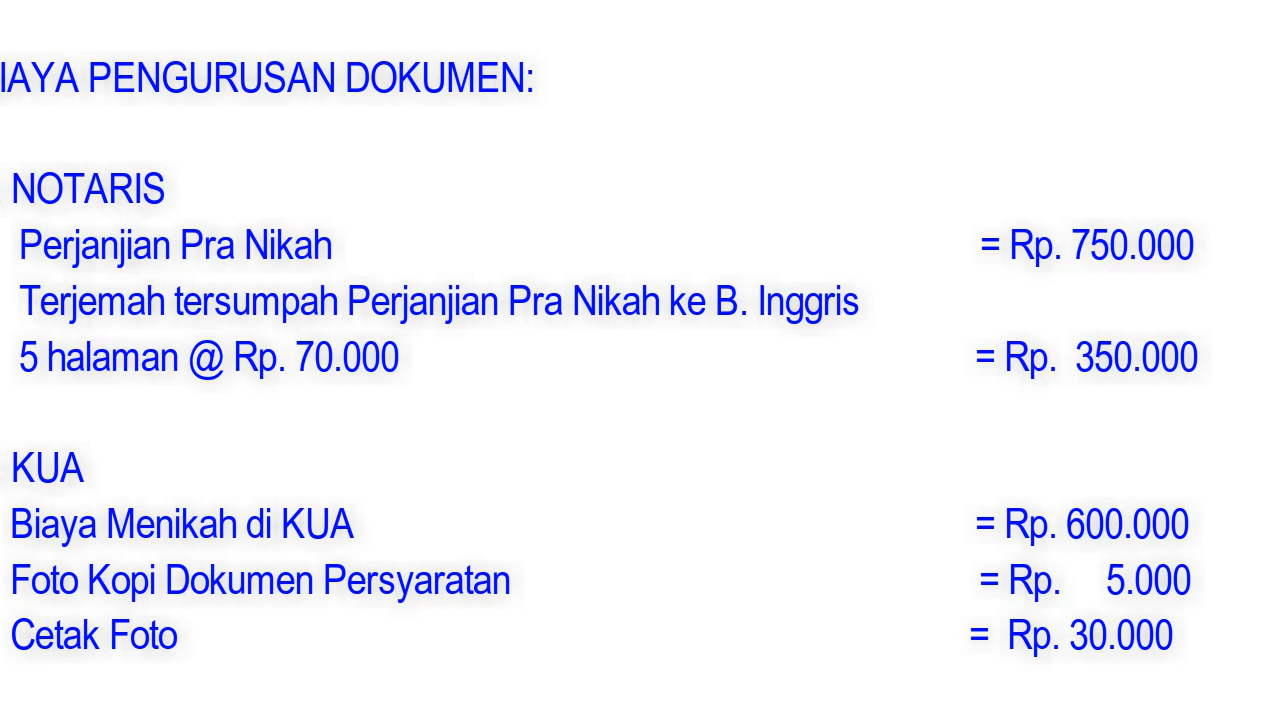 IAYA PENGURUSAN DOKUMEN:
NOTARIS
Perjanjian Pra Nikah = Rp. 750.000
Terjemah tersumpah Perjanjian Pra Nikah ke B. Inggris
5 halaman @ Rp. 70.000 = Rp. 350.000
KUA
Biaya Menikah di KUA = Rp. 600.000
Foto Kopi Dokumen Persyaratan = Rp. 5.000
Cetak Foto = Rp. 30.000